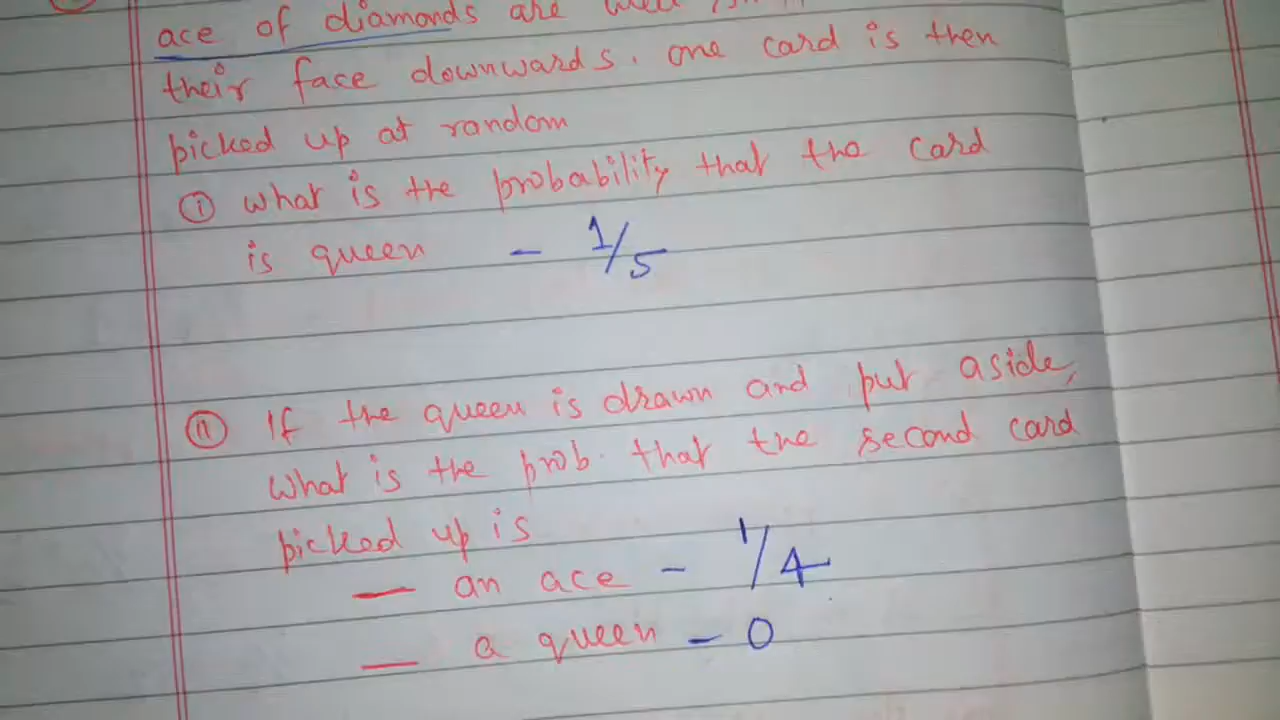 ace of diamonds are well
their face downwards. one card is then
picked up at random
(i) what is the probability that the card
is queen - 1/5
(ii) If the queen is drawn and put aside,
what is the prob. that the second card
picked up is
— an ace - 1/4
— a queen - 0